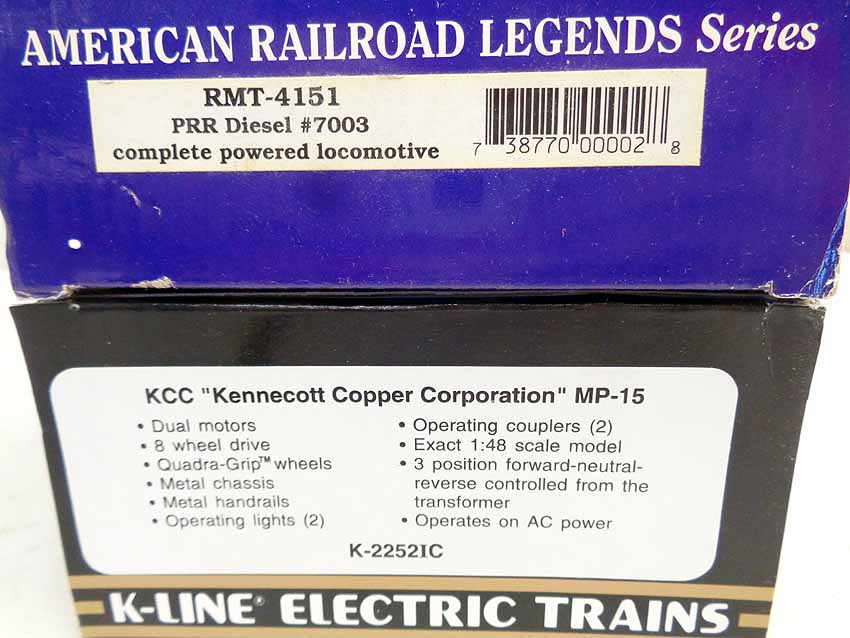 AMERICAN RAILROAD LEGENDS Series
RMT-4151
PRR Diesel #7003
complete powered locomotive
7 38770 00002 8
KCC "Kennecott Copper Corporation" MP-15
• Dual motors
• 8 wheel drive
• Quadra-Grip™ wheels
• Metal chassis
• Metal handrails
• Operating lights (2)
• Operating couplers (2)
• Exact 1:48 scale model
• 3 position forward-neutral-
reverse controlled from the
transformer
• Operates on AC power
K-2252IC
K-LINE® ELECTRIC TRAINS